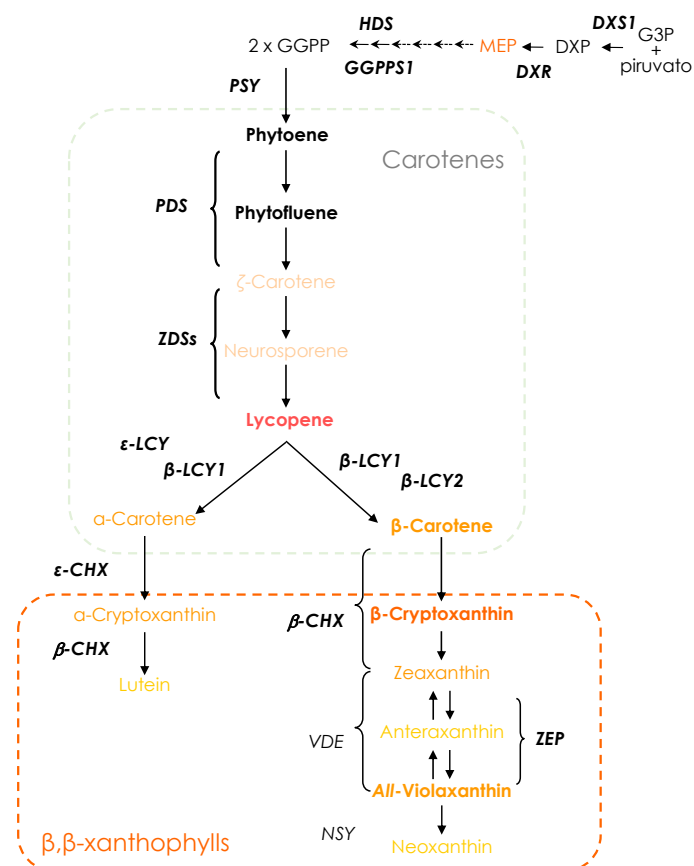 HDS
DXS1
2 x GGPP
MEP
DXP
G3P
+
piruvato
GGPPS1
DXR
PSY
Phytoene
Carotenes
PDS
Phytofluene
ζ-Carotene
ZDSs
Neurosporene
Lycopene
ε-LCY
β-LCY1
β-LCY1
β-LCY2
α-Carotene
β-Carotene
ε-CHX
α-Cryptoxanthin
β-CHX
β-Cryptoxanthin
β-CHX
Lutein
Zeaxanthin
VDE
Anteraxanthin
ZEP
All-Violaxanthin
NSY
Neoxanthin
β,β-xanthophylls